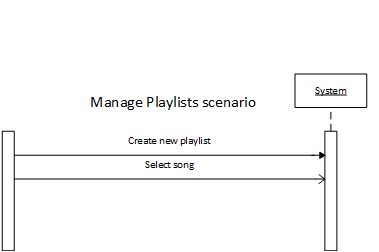 System
Manage Playlists scenario
Create new playlist
Select song